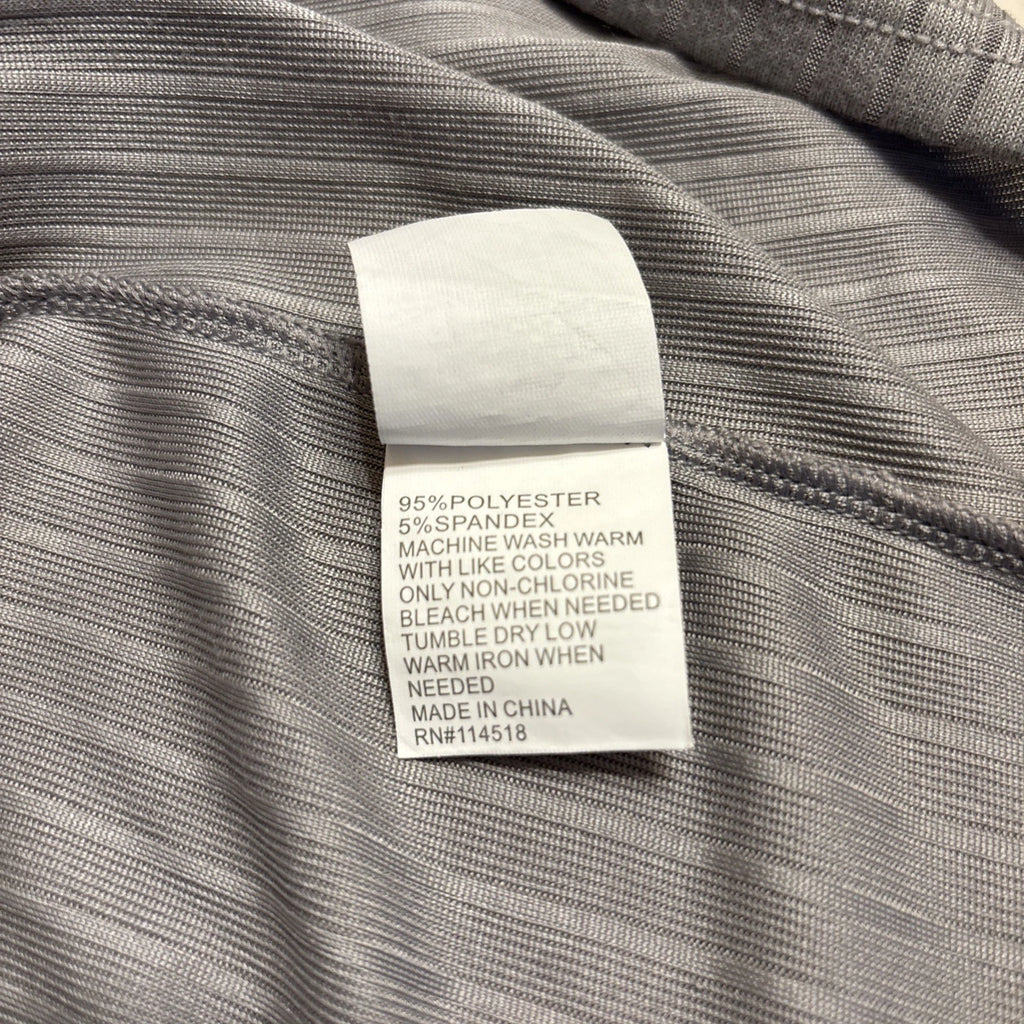 95%POLYESTER
5%SPANDEX
MACHINE WASH WARM
WITH LIKE COLORS
ONLY NON-CHLORINE
BLEACH WHEN NEEDED
TUMBLE DRY LOW
WARM IRON WHEN
NEEDED
MADE IN CHINA
RN#114518